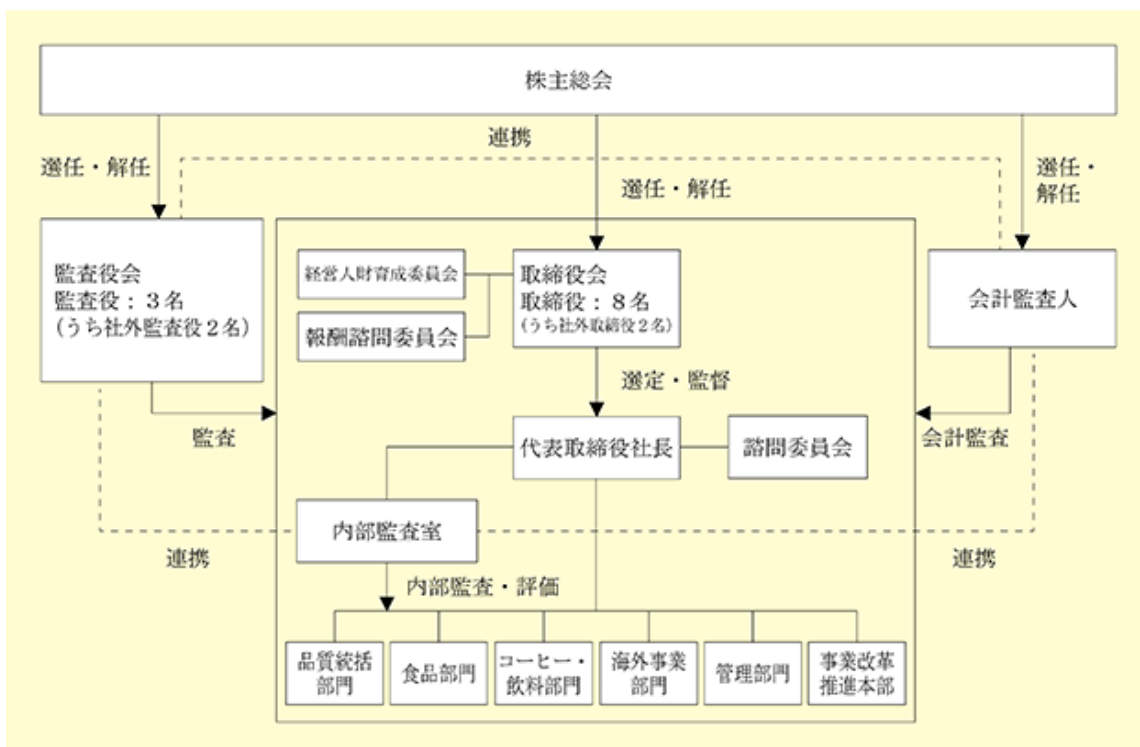 株主総会
連携
選任・解任
選任・解任
選任・
解任
監査役会
監査役：３名
(うち社外監査役２名)
経営人財育成委員会
報酬諮問委員会
取締役会
取締役：８名
(うち社外取締役２名)
会計監査人
選定・監督
監査
代表取締役社長
諮問委員会
会計監査
内部監査室
連携
連携
内部監査・評価
品質統括
部門
食品部門
コーヒー・
飲料部門
海外事業
部門
管理部門
事業改革
推進本部